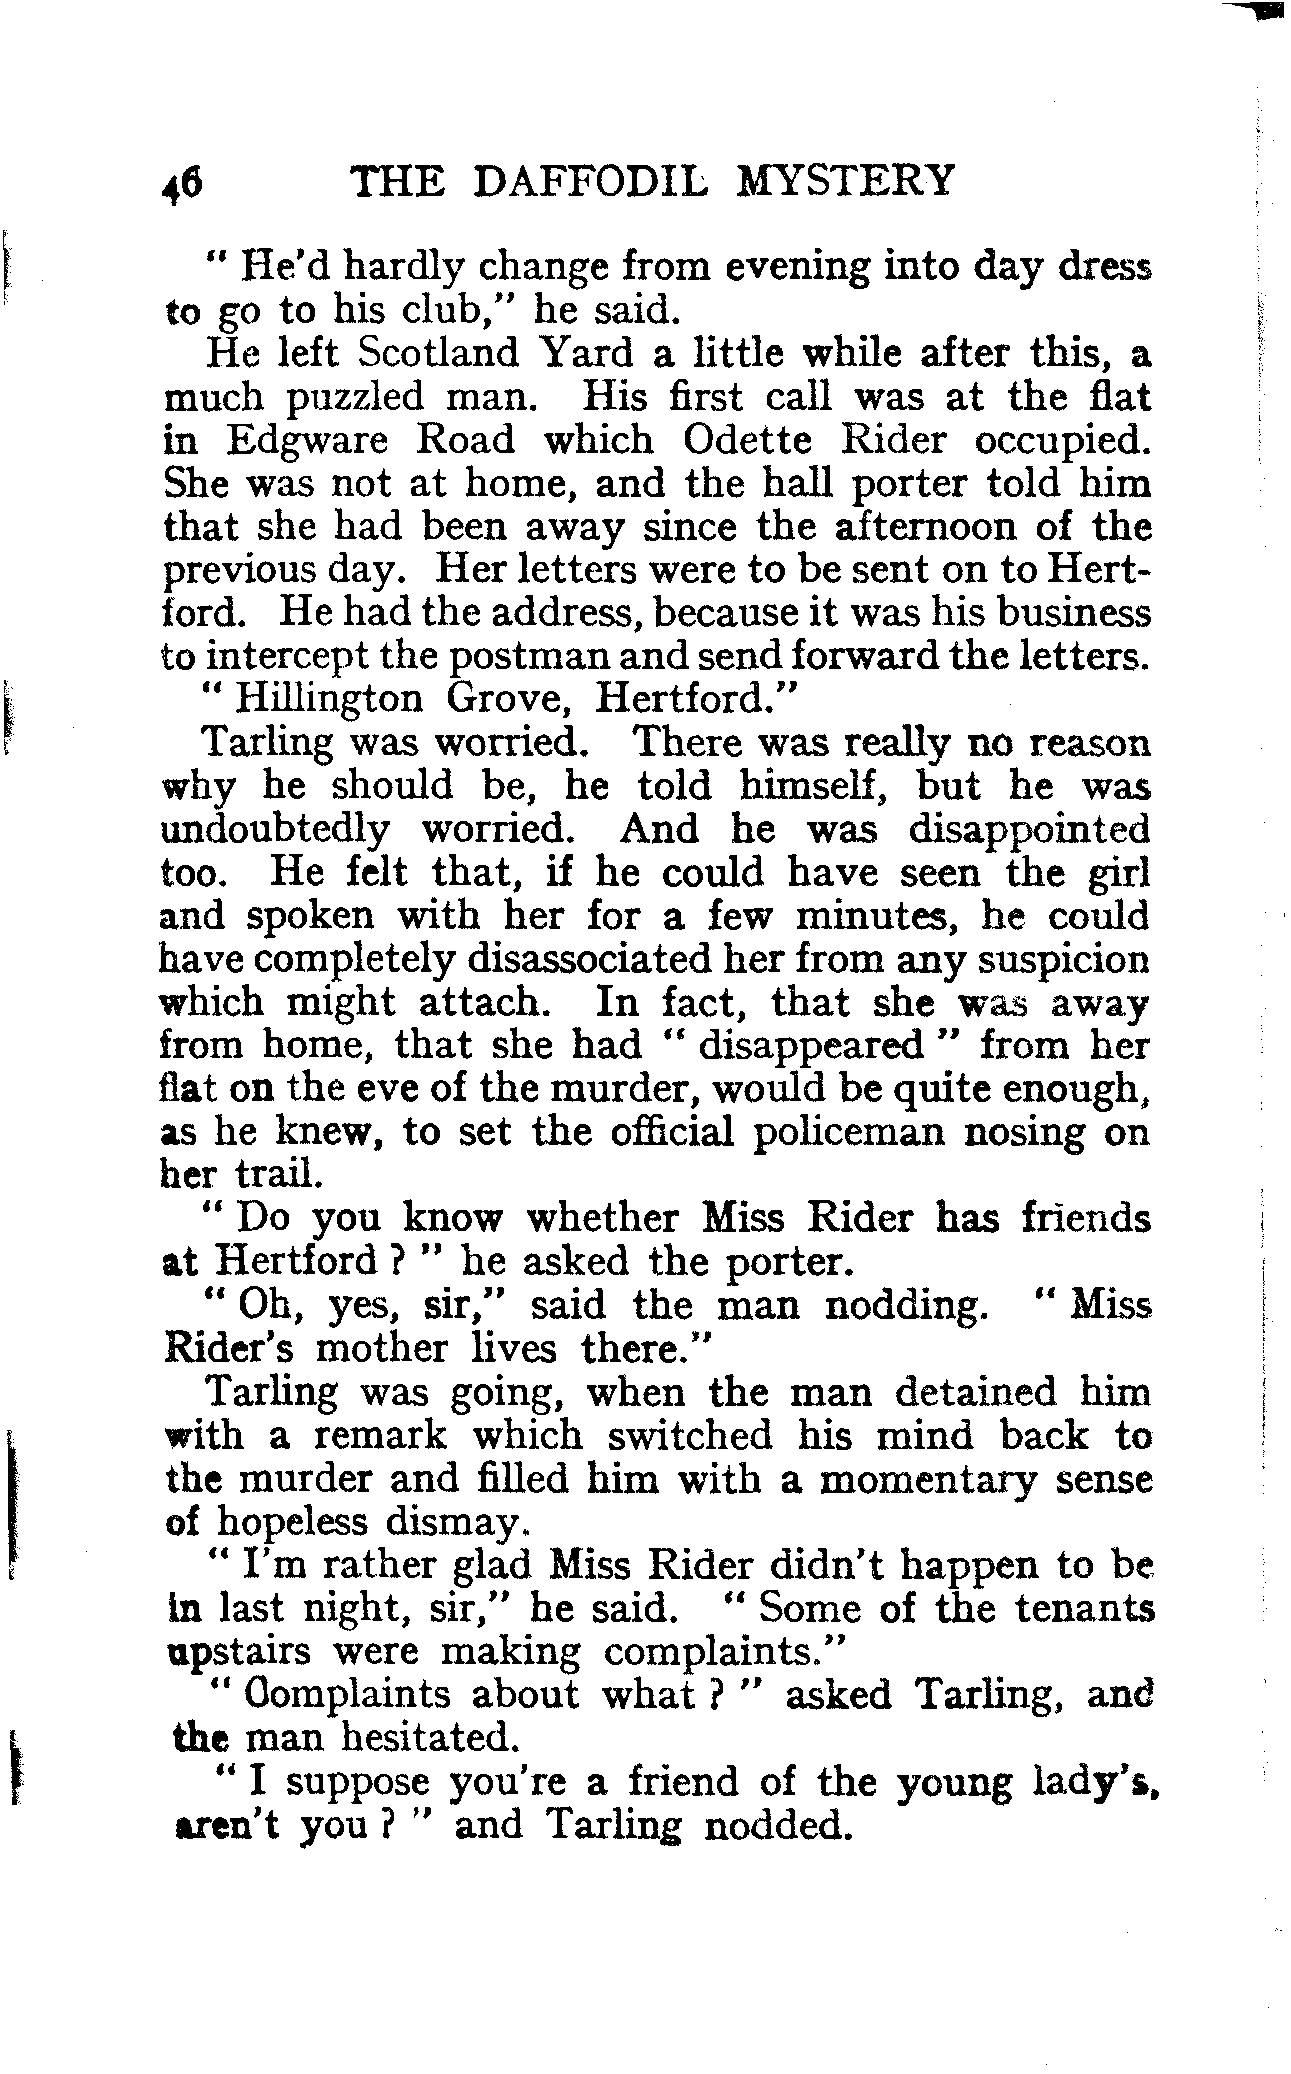 46 THE DAFFODIL MYSTERY
" He'd hardly change from evening into day dress
to go to his club," he said.
He left Scotland Yard a little while after this, a
much puzzled man. His first call was at the flat
in Edgware Road which Odette Rider occupied.
She was not at home, and the hall porter told him
that she had been away since the afternoon of the
previous day. Her letters were to be sent on to Hert-
ford. He had the address, because it was his business
to intercept the postman and send forward the letters.
" Hillington Grove, Hertford."
Tarling was worried. There was really no reason
why he should be, he told himself, but he was
undoubtedly worried. And he was disappointed
too. He felt that, if he could have seen the girl
and spoken with her for a few minutes, he could
have completely disassociated her from any suspicion
which might attach. In fact, that she was away
from home, that she had " disappeared " from her
flat on the eve of the murder, would be quite enough,
as he knew, to set the official policeman nosing on
her trail.
" Do you know whether Miss Rider has friends
at Hertford ? " he asked the porter.
" Oh, yes, sir," said the man nodding. " Miss
Rider's mother lives there."
Tarling was going, when the man detained him
with a remark which switched his mind back to
the murder and filled him with a momentary sense
of hopeless dismay.
" I'm rather glad Miss Rider didn't happen to be
in last night, sir," he said. " Some of the tenants
upstairs were making complaints."
" Oomplaints about what ? " asked Tarling, and
the man hesitated.
" I suppose you're a friend of the young lady's,
aren't you ? " and Tarling nodded.